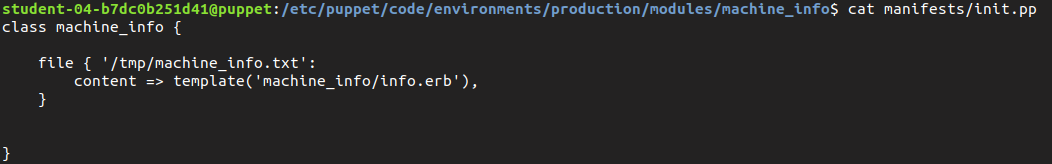 student-04-b7dc0b251d41@puppet:/etc/puppet/code/environments/production/modules/machine_info$ cat manifests/init.pp
class machine_info {
    file { '/tmp/machine_info.txt':
        content => template('machine_info/info.erb'),
    }
}